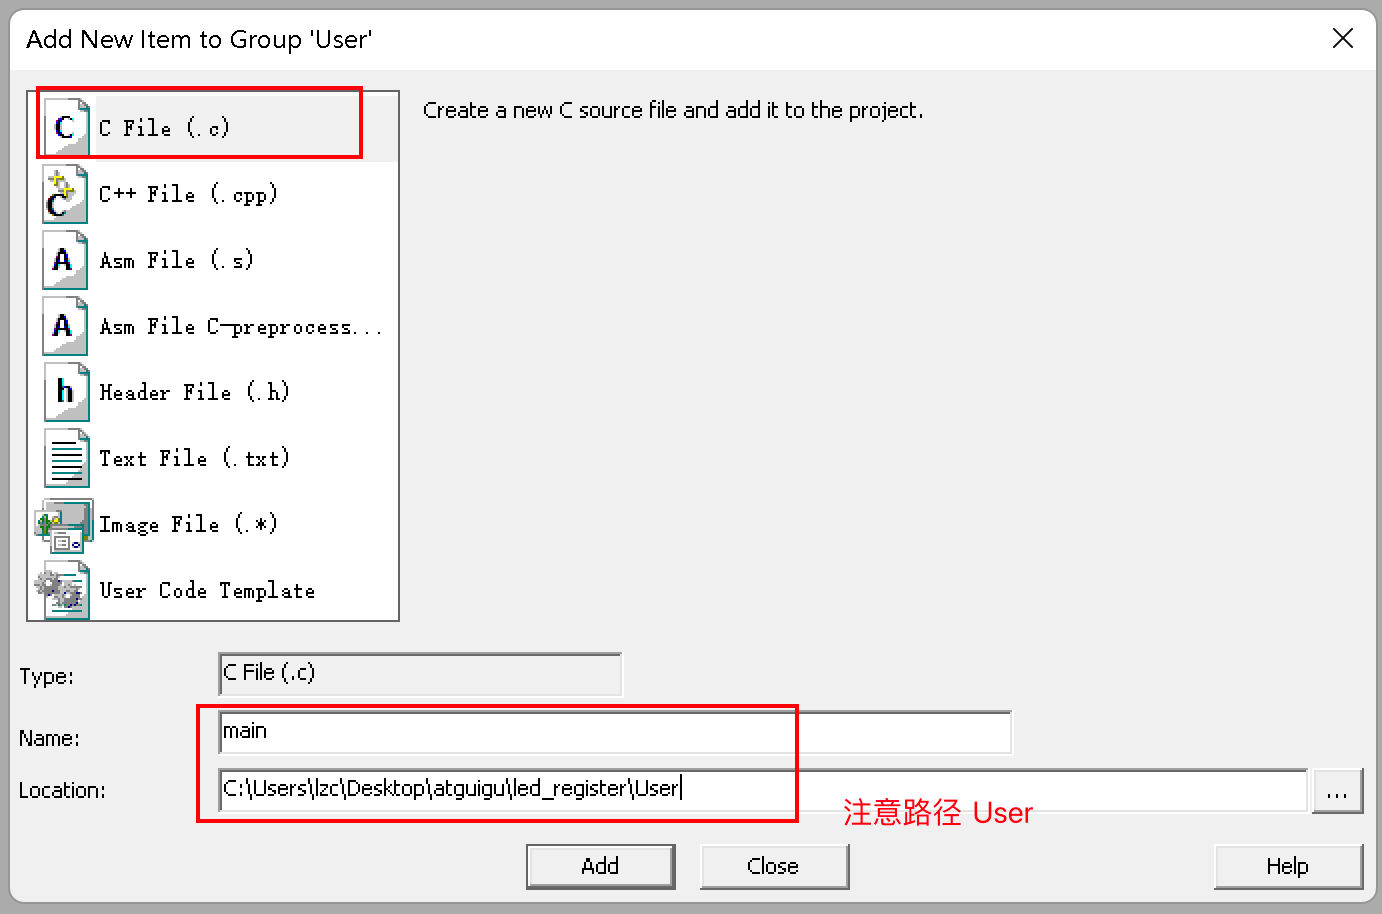 Add New Item to Group 'User'
C File (.c)
Create a new C source file and add it to the project.
C++ File (.cpp)
Asm File (.s)
Asm File C-preprocess...
Header File (.h)
Text File (.txt)
Image File (.*)
User Code Template
Type:
C File (.c)
Name:
main
Location:
C:\Users\lzc\Desktop\atguigu\led_register\User
...
注意路径 User
Add
Close
Help